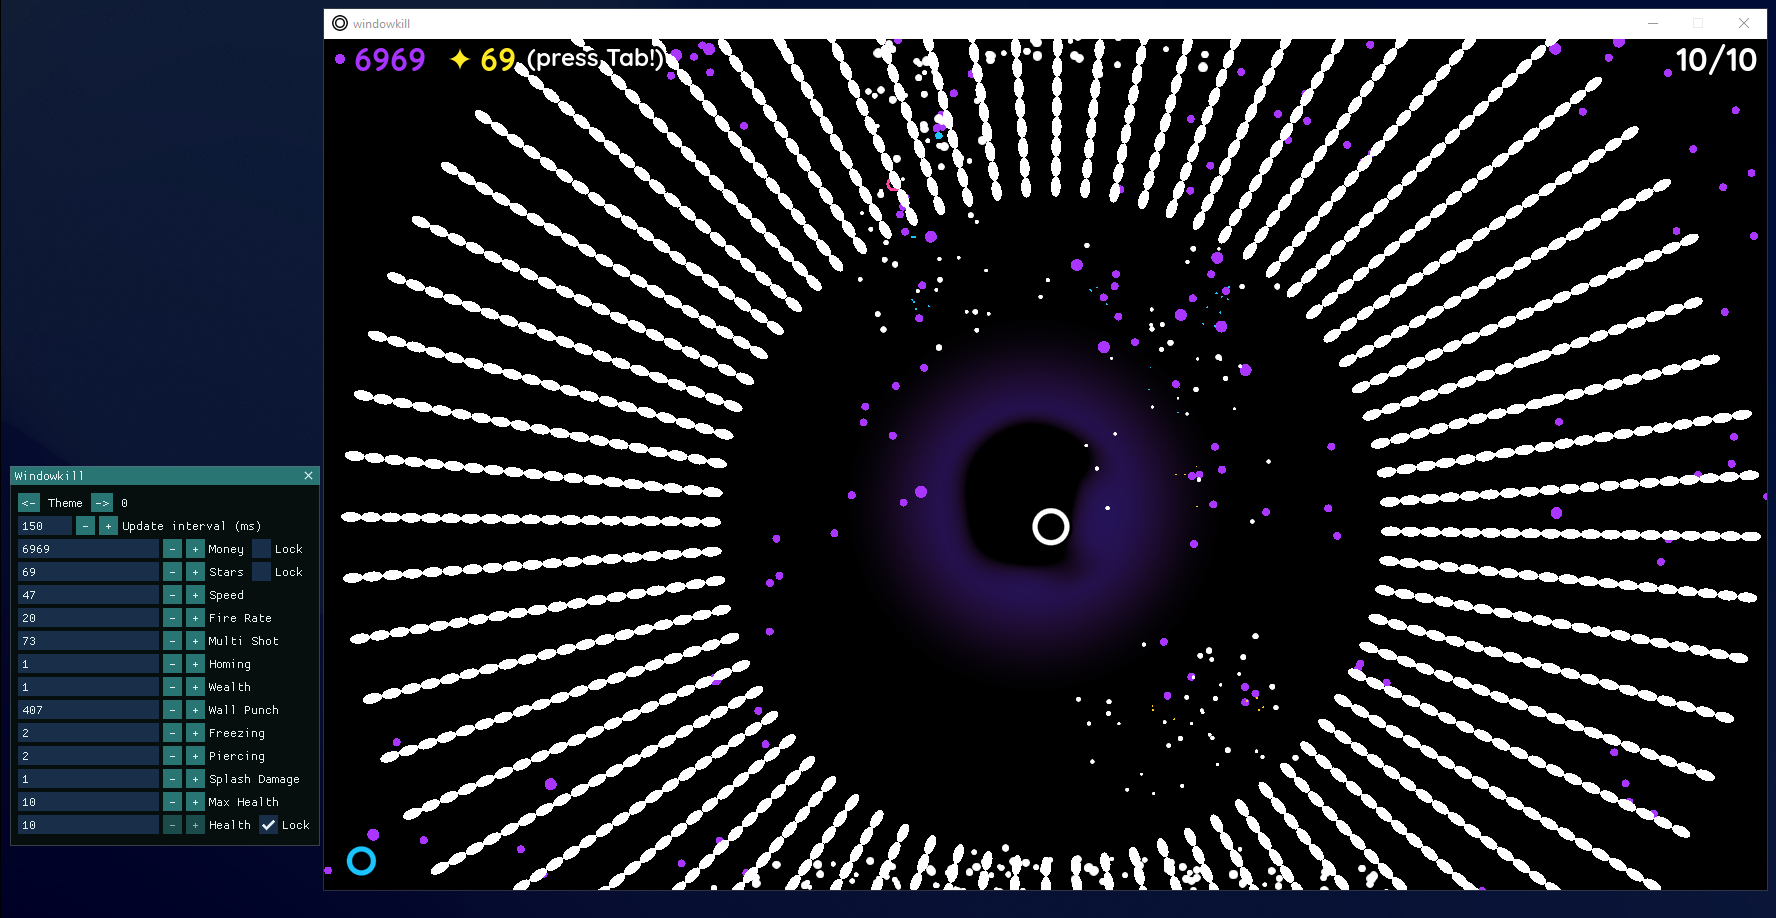 windowkill
6969 69 (press Tab!) 10/10
Windowkill
<- Theme -> 0
150 - + Update interval (ms)
6969 - + Money Lock
69 - + Stars Lock
47 - + Speed
20 - + Fire Rate
73 - + Multi Shot
1 - + Homing
1 - + Wealth
407 - + Wall Punch
2 - + Freezing
2 - + Piercing
1 - + Splash Damage
10 - + Max Health
10 - + Health Lock